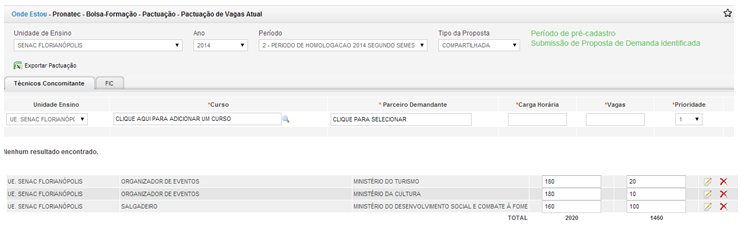 Onde Estou - Pronatec - Bolsa-Formação - Pactuação - Pactuação de Vagas Atual
Unidade de Ensino Ano Período Tipo da Proposta
SENAC FLORIANÓPOLIS 2014 2 - PERIODO DE HOMOLOGACAO 2014 SEGUNDO SEMES COMPARTILHADA
Período de pré-cadastro
Submissão de Proposta de Demanda Identificada
Exportar Pactuação
Técnicos Concomitante FIC
Unidade Ensino *Curso * Parceiro Demandante *Carga Horária *Vagas *Prioridade
UE. SENAC FLORIANÓPI CLIQUE AQUI PARA ADICIONAR UM CURSO CLIQUE PARA SELECIONAR 1
Nenhum resultado encontrado.
UE. SENAC FLORIANÓPOLIS ORGANIZADOR DE EVENTOS MINISTÉRIO DO TURISMO 180 20
UE. SENAC FLORIANÓPOLIS ORGANIZADOR DE EVENTOS MINISTÉRIO DA CULTURA 180 10
UE. SENAC FLORIANÓPOLIS SALGADEIRO MINISTÉRIO DO DESENVOLVIMENTO SOCIAL E COMBATE À FOME 160 100
TOTAL 2020 1460